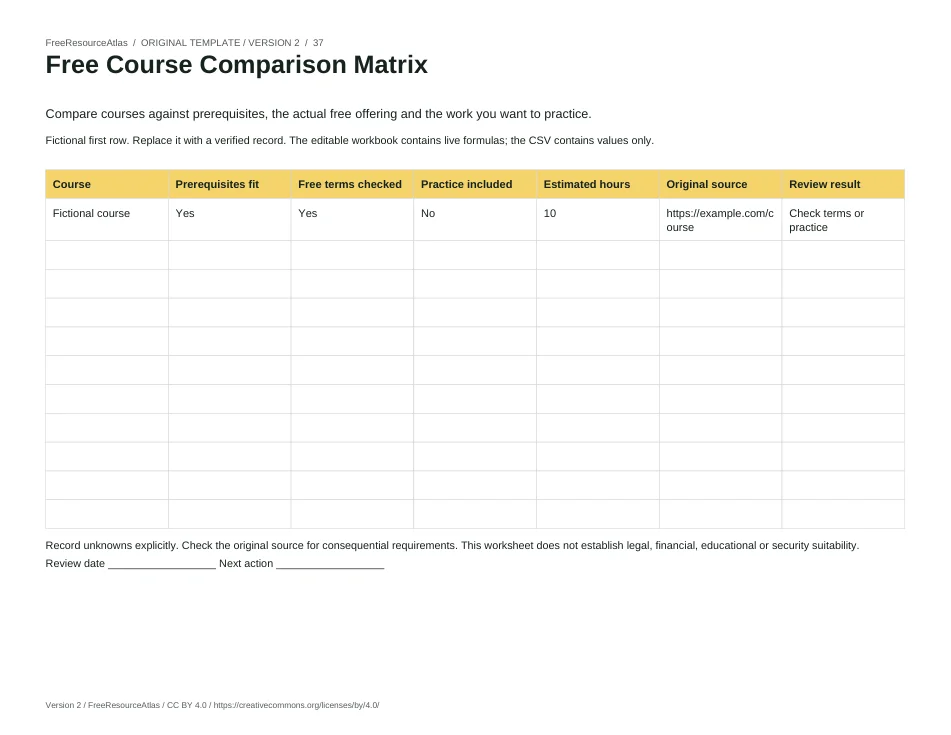 FreeResourceAtlas / ORIGINAL TEMPLATE / VERSION 2 / 37
Free Course Comparison Matrix
Compare courses against prerequisites, the actual free offering and the work you want to practice.
Fictional first row. Replace it with a verified record. The editable workbook contains live formulas; the CSV contains values only.
Course Prerequisites fit Free terms checked Practice included Estimated hours Original source Review result
Fictional course Yes Yes No 10 https://example.com/c Check terms or
ourse practice
Record unknowns explicitly. Check the original source for consequential requirements. This worksheet does not establish legal, financial, educational or security suitability.
Review date __________________ Next action __________________
Version 2 / FreeResourceAtlas / CC BY 4.0 / https://creativecommons.org/licenses/by/4.0/